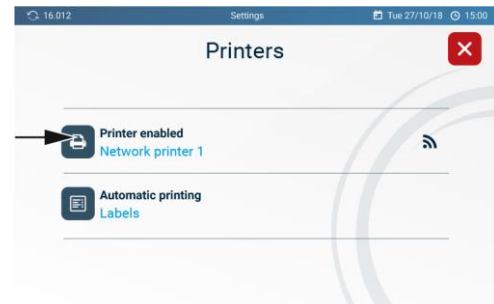 16.012 Settings Tue 27/10/18 15:00
Printers
Printer enabled
Network printer 1
Automatic printing
Labels